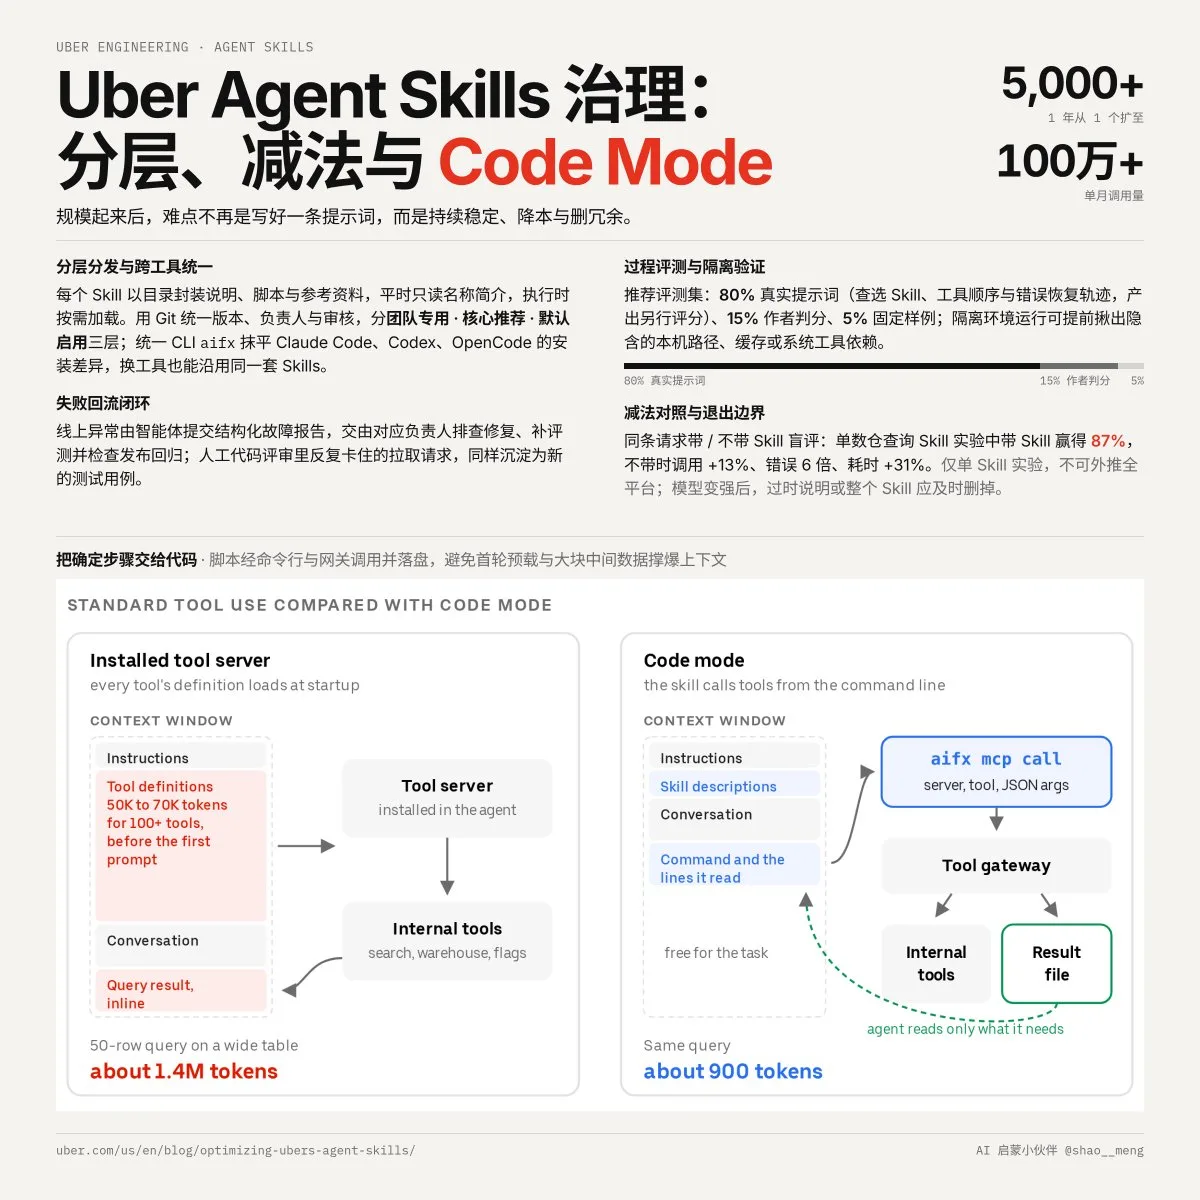 UBER ENGINEERING · AGENT SKILLS
Uber Agent Skills 治理：
分层、减法与 Code Mode
规模起来后，难点不再是写好一条提示词，而是持续稳定、降本与删冗余。
5,000+
1 年从 1 个扩至
100万+
单月调用量
分层分发与跨工具统一
每个 Skill 以目录封装说明、脚本与参考资料，平时只读名称简介，执行时
按需加载。用 Git 统一版本、负责人与审核，分团队专用 · 核心推荐 · 默认
启用三层；统一 CLI aifx 抹平 Claude Code、Codex、OpenCode 的安
装差异，换工具也能沿用同一套 Skills。
失败回流闭环
线上异常由智能体提交结构化故障报告，交由对应负责人排查修复、补评
测并检查发布回归；人工代码评审里反复卡住的拉取请求，同样沉淀为新
的测试用例。
过程评测与隔离验证
推荐评测集：80% 真实提示词（查选 Skill、工具顺序与错误恢复轨迹，产
出另行评分）、15% 作者判分、5% 固定样例；隔离环境运行可提前揪出隐
含的本机路径、缓存或系统工具依赖。
80% 真实提示词
15% 作者判分
5%
减法对照与退出边界
同条请求带 / 不带 Skill 盲评：单数仓查询 Skill 实验中带 Skill 赢得 87%，
不带时调用 +13%、错误 6 倍、耗时 +31%。仅单 Skill 实验，不可外推全
平台；模型变强后，过时说明或整个 Skill 应及时删掉。
把确定步骤交给代码 · 脚本经命令行与网关调用并落盘，避免首轮预载与大块中间数据撑爆上下文
STANDARD TOOL USE COMPARED WITH CODE MODE
Installed tool server
every tool's definition loads at startup
CONTEXT WINDOW
Instructions
Tool definitions
50K to 70K tokens
for 100+ tools,
before the first
prompt
Conversation
Query result,
inline
Tool server
installed in the agent
Internal tools
search, warehouse, flags
50-row query on a wide table
about 1.4M tokens
Code mode
the skill calls tools from the command line
CONTEXT WINDOW
Instructions
Skill descriptions
Conversation
Command and the
lines it read
free for the task
aifx mcp call
server, tool, JSON args
Tool gateway
Internal
tools
Result
file
agent reads only what it needs
Same query
about 900 tokens
uber.com/us/en/blog/optimizing-ubers-agent-skills/
AI 启蒙小伙伴 @shao__meng